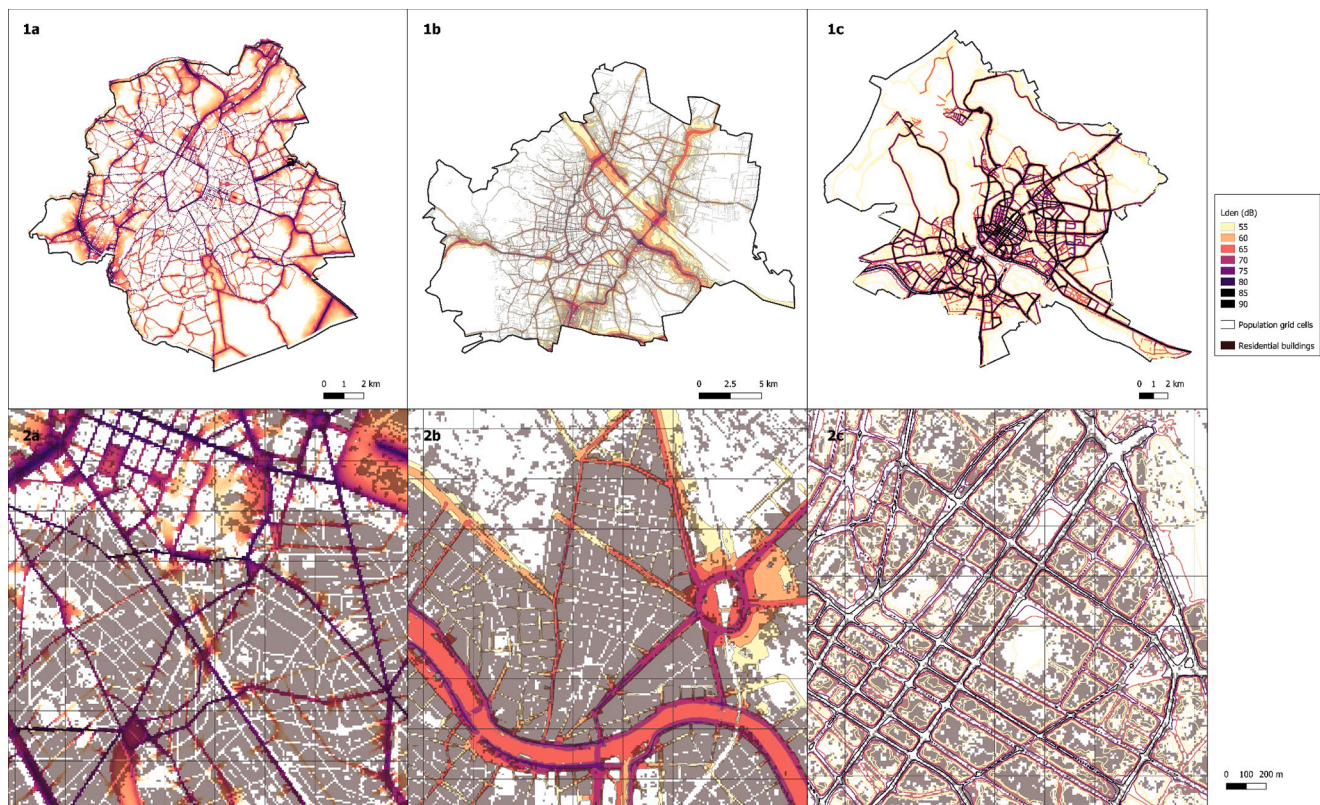 1a
1b
1c
0 1 2 km
0 2.5 5 km
0 1 2 km
Lden (dB)
55
60
65
70
75
80
85
90
Population grid cells
Residential buildings
2a
2b
2c
0 100 200 m